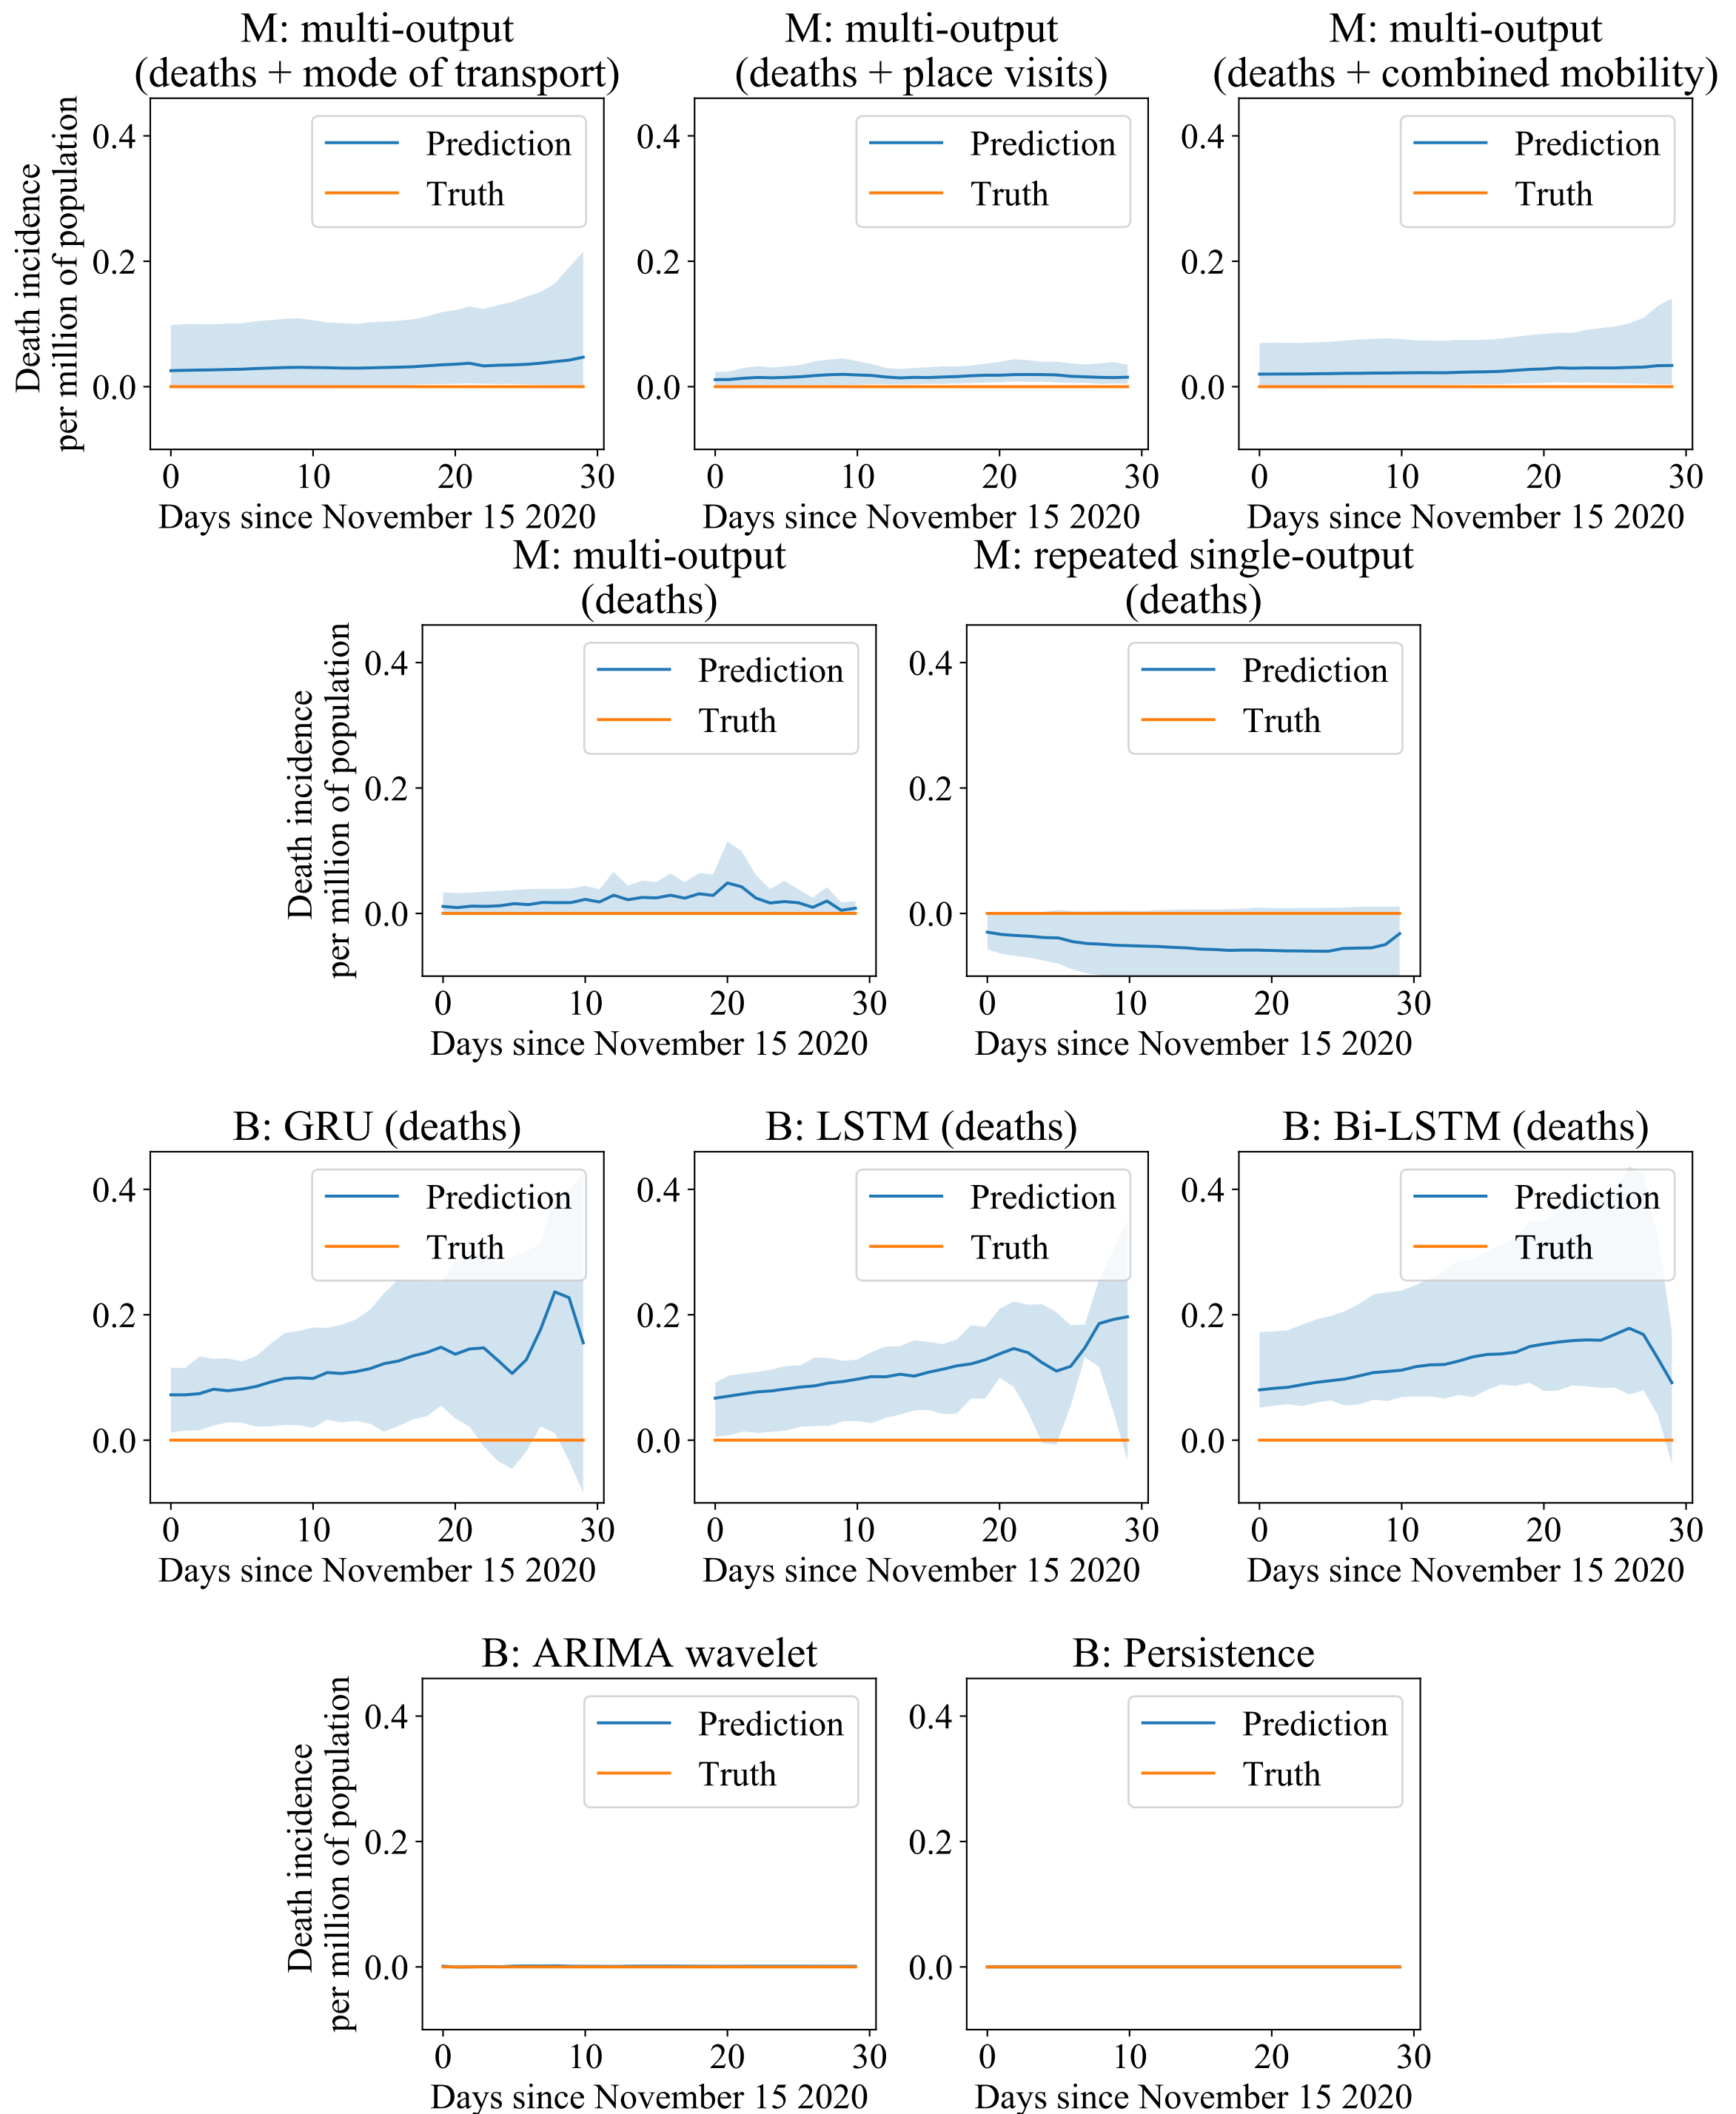 M: multi-output
(deaths + mode of transport)
M: multi-output
(deaths + place visits)
M: multi-output
(deaths + combined mobility)
Death incidence
per million of population
0.4
0.2
0.0
Prediction
Truth
0 10 20 30
Days since November 15 2020
0.4
0.2
0.0
Prediction
Truth
0 10 20 30
Days since November 15 2020
0.4
0.2
0.0
Prediction
Truth
0 10 20 30
Days since November 15 2020
M: multi-output
(deaths)
M: repeated single-output
(deaths)
Death incidence
per million of population
0.4
0.2
0.0
Prediction
Truth
0 10 20 30
Days since November 15 2020
0.4
0.2
0.0
Prediction
Truth
0 10 20 30
Days since November 15 2020
B: GRU (deaths)
0.4
0.2
0.0
Prediction
Truth
0 10 20 30
Days since November 15 2020
B: LSTM (deaths)
0.4
0.2
0.0
Prediction
Truth
0 10 20 30
Days since November 15 2020
B: Bi-LSTM (deaths)
0.4
0.2
0.0
Prediction
Truth
0 10 20 30
Days since November 15 2020
B: ARIMA wavelet
Death incidence
per million of population
0.4
0.2
0.0
Prediction
Truth
0 10 20 30
Days since November 15 2020
B: Persistence
0.4
0.2
0.0
Prediction
Truth
0 10 20 30
Days since November 15 2020